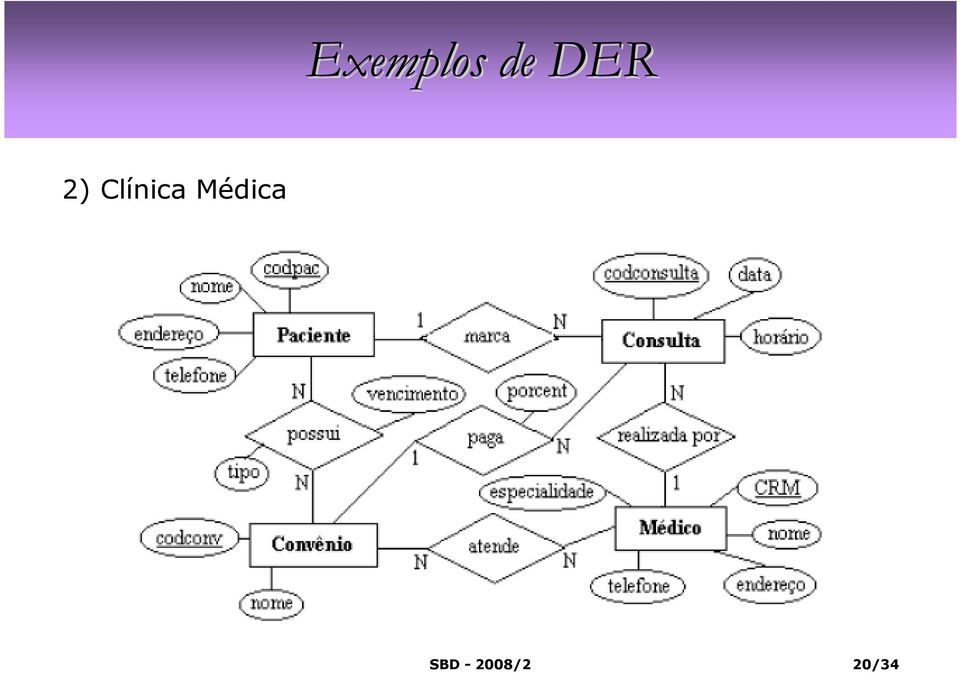 Exemplos de DER
2) Clínica Médica
codpac
codconsulta
data
nome
endereço
Paciente
1
marca
N
Consulta
horário
telefone
N
vencimento
porcent
N
possui
paga
realizada por
1
N
tipo
N
1
especialidade
CRM
codconv
Convênio
N
atende
N
Médico
nome
nome
telefone
endereço
SBD - 2008/2
20/34